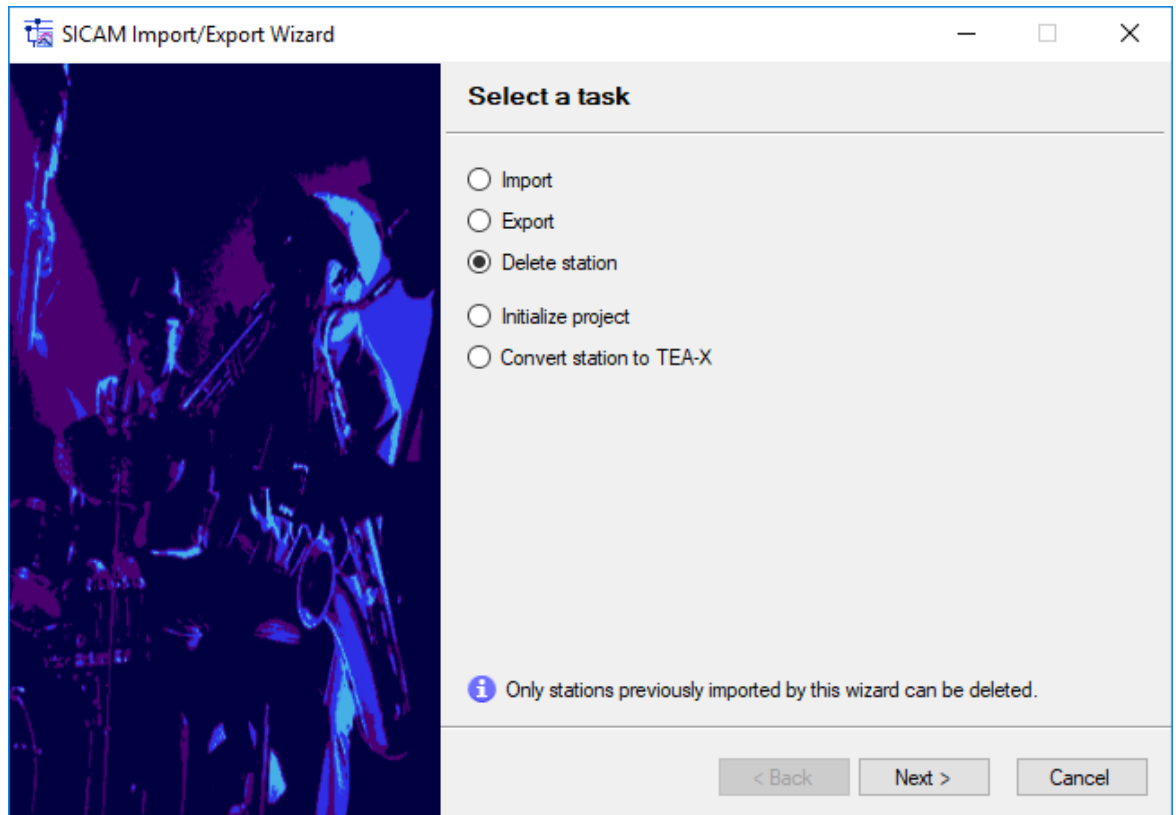 SICAM Import/Export Wizard
Select a task
Import
Export
Delete station
Initialize project
Convert station to TEA-X
Only stations previously imported by this wizard can be deleted.
< Back Next > Cancel